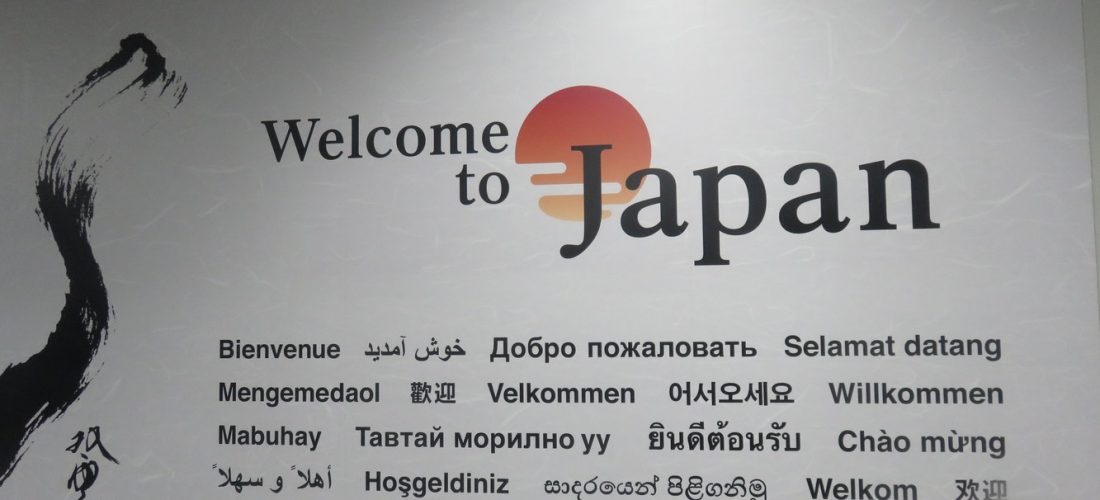 Welcome
to Japan
Bienvenue خوش آمدید Добро пожаловать Selamat datang
Mengemedaol 歡迎 Velkommen 어서오세요 Willkommen
Mabuhay Тавтай морилно уу ยินดีต้อนรับ Chào mừng
أهلاً و سهلاً Hoşgeldiniz සාදරයෙන් පිළිගනිමු Welkom 欢迎